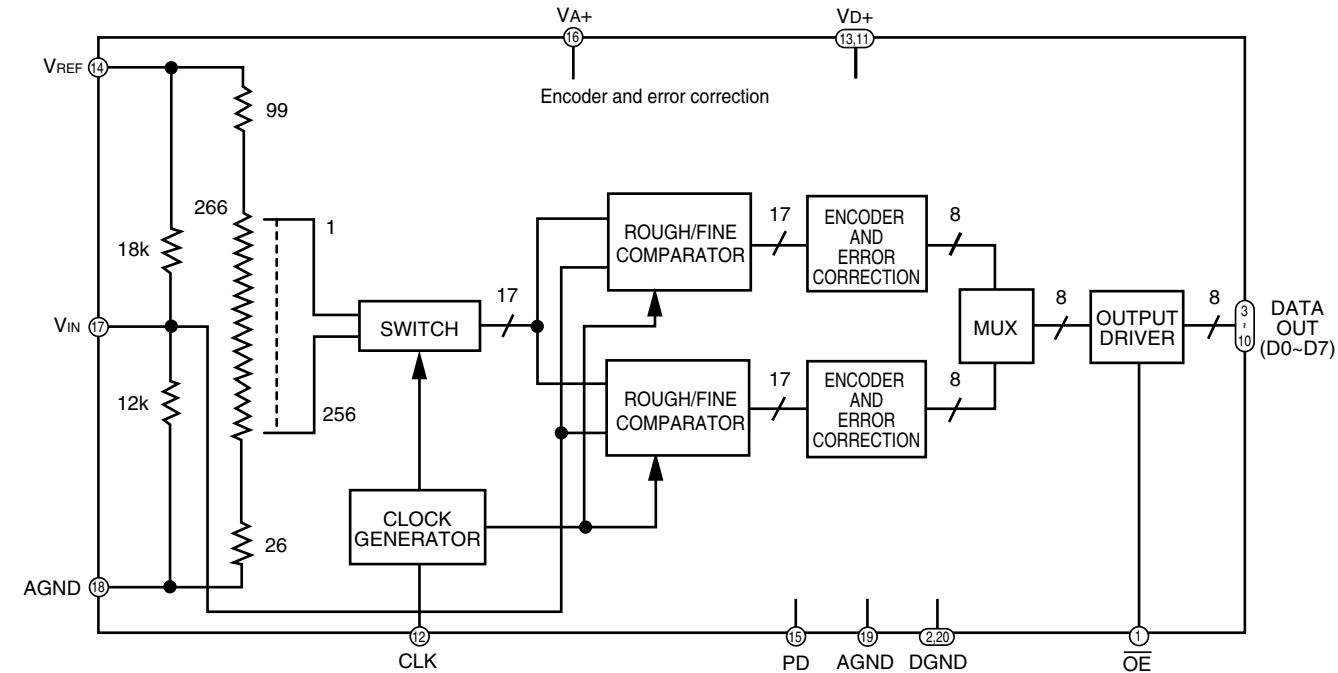 VA+
16
VD+
13,11
VREF
14
Encoder and error correction
99
266
1
18k
17
ROUGH/FINE
COMPARATOR
17
ENCODER
AND
ERROR
CORRECTION
8
VIN
17
SWITCH
MUX
8
OUTPUT
DRIVER
8
3
~
10
DATA
OUT
(D0~D7)
12k
256
ROUGH/FINE
COMPARATOR
17
ENCODER
AND
ERROR
CORRECTION
8
CLOCK
GENERATOR
26
AGND
18
12
CLK
15
PD
19
AGND
2,20
DGND
1
OE